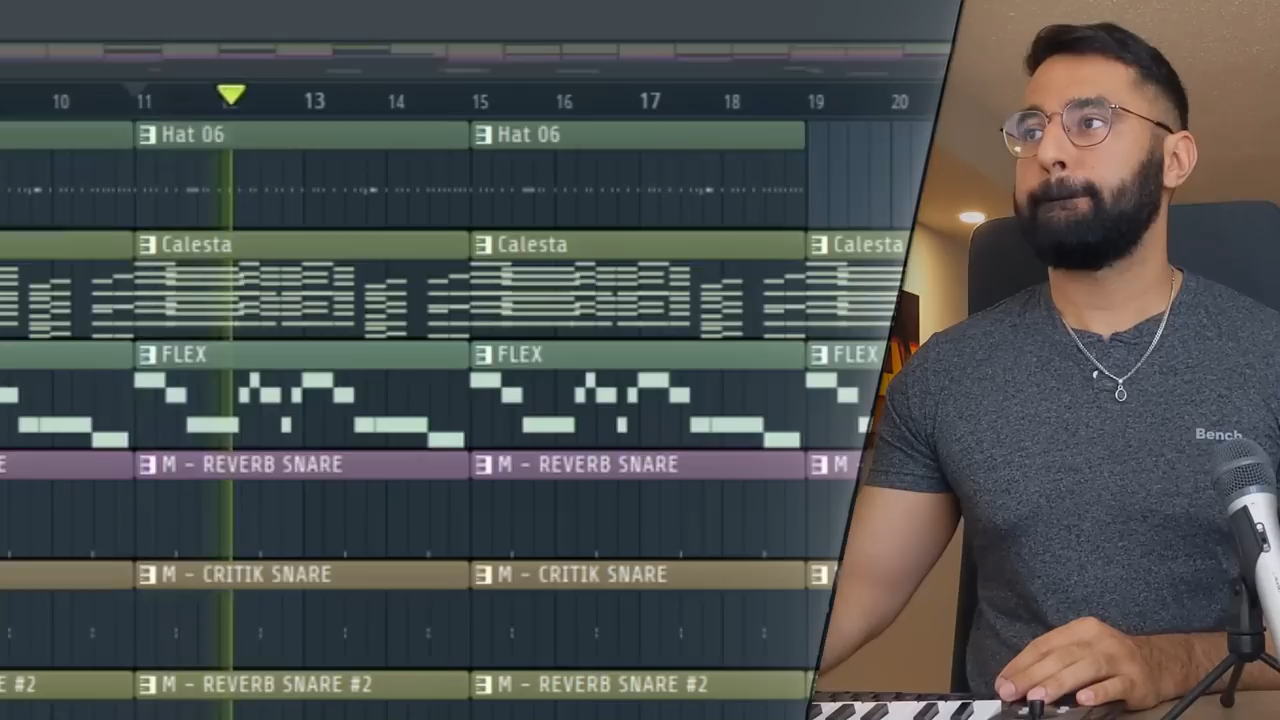 10 11 13 14 15 16 17 18 19 20
Hat 06 Hat 06
Calesta Calesta Calesta
FLEX FLEX FLEX
Bench
M - REVERB SNARE M - REVERB SNARE M
M - CRITIK SNARE M - CRITIK SNARE
E #2 M - REVERB SNARE #2 M - REVERB SNARE #2